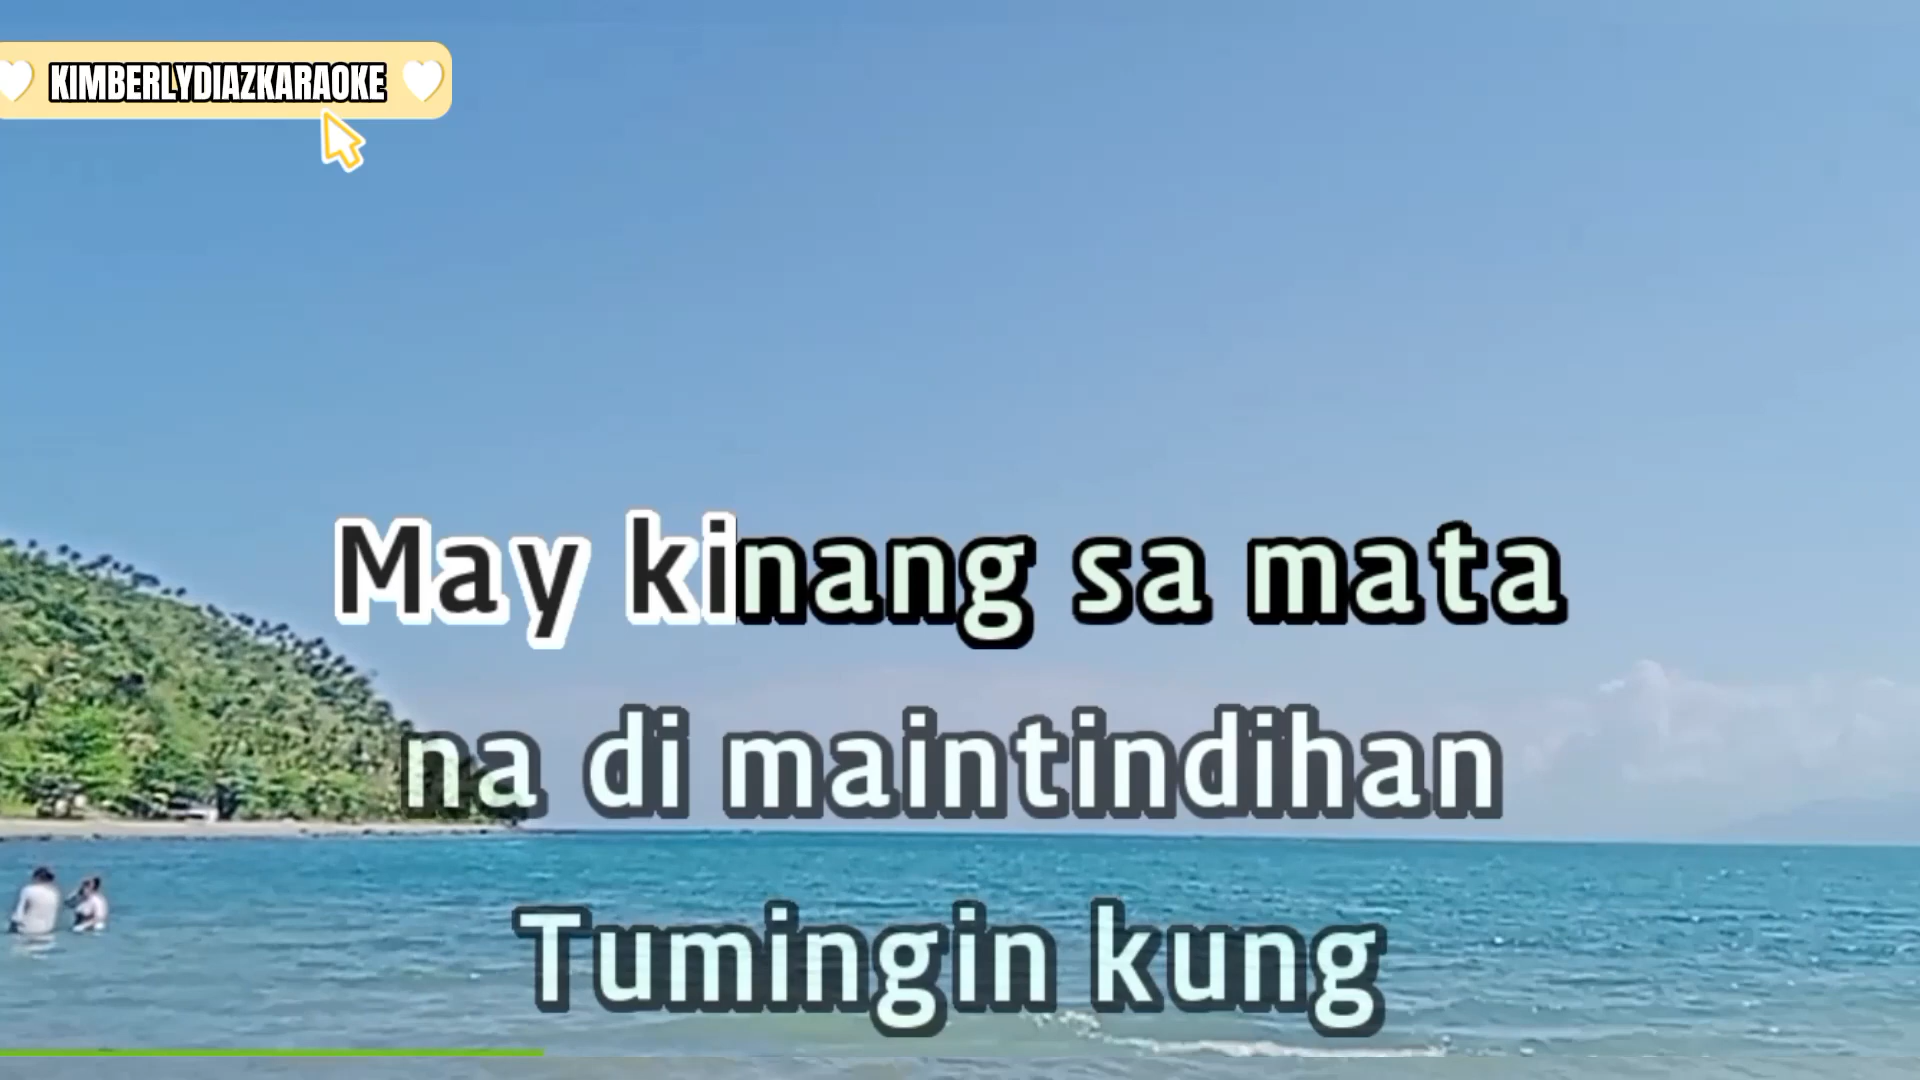 KIMBERLYDIAZKARAOKE
May kinang sa mata
na di maintindihan
Tumingin kung